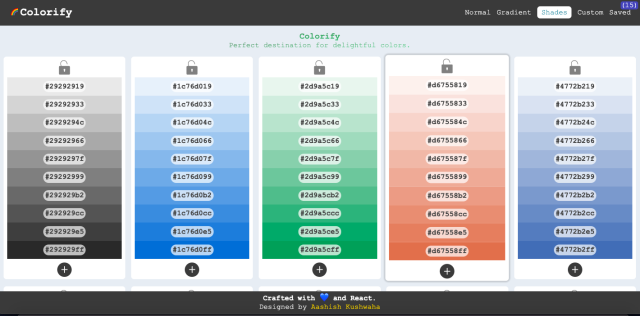 Colorify
Normal Gradient Shades Custom Saved (15)
Colorify
Perfect destination for delightful colors.
#29292919 #1c76d019 #2d9a5c19 #d6755819 #4772b219
#29292933 #1c76d033 #2d9a5c33 #d6755833 #4772b233
#2929294c #1c76d04c #2d9a5c4c #d675584c #4772b24c
#29292966 #1c76d066 #2d9a5c66 #d6755866 #4772b266
#2929297f #1c76d07f #2d9a5c7f #d675587f #4772b27f
#29292999 #1c76d099 #2d9a5c99 #d6755899 #4772b299
#292929b2 #1c76d0b2 #2d9a5cb2 #d67558b2 #4772b2b2
#292929cc #1c76d0cc #2d9a5ccc #d67558cc #4772b2cc
#292929e5 #1c76d0e5 #2d9a5ce5 #d67558e5 #4772b2e5
#292929ff #1c76d0ff #2d9a5cff #d67558ff #4772b2ff
Crafted with 💙 and React.
Designed by Aashish Kushwaha